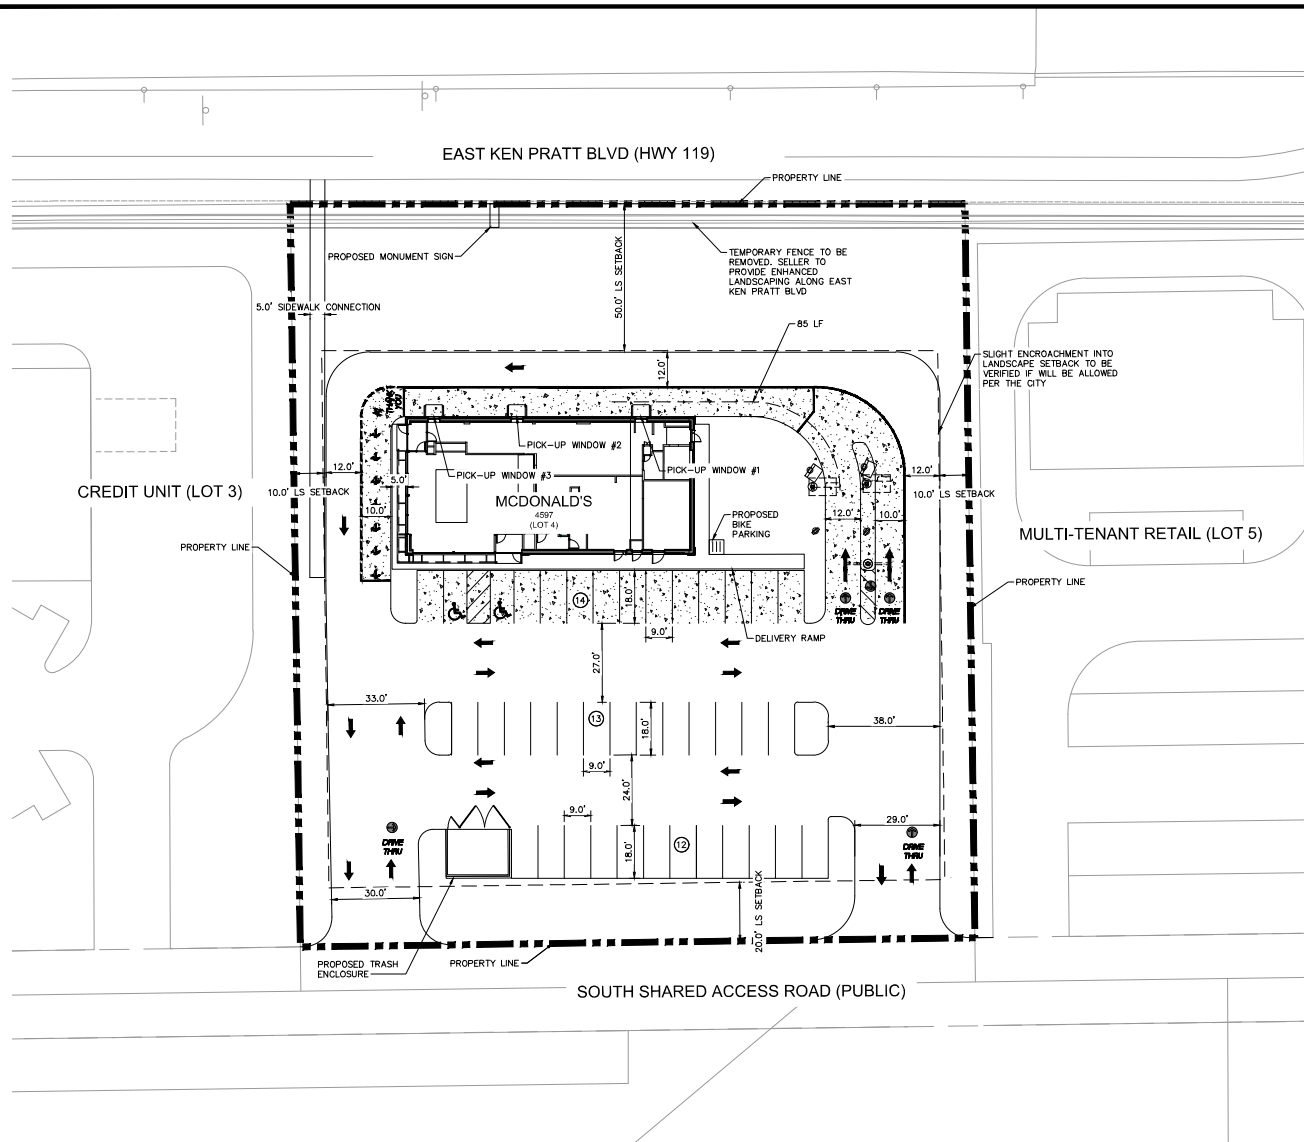 EAST KEN PRATT BLVD (HWY 119)
PROPERTY LINE
PROPOSED MONUMENT SIGN
50.0' LS SETBACK
TEMPORARY FENCE TO BE
REMOVED. SELLER TO
PROVIDE ENHANCED
LANDSCAPING ALONG EAST
KEN PRATT BLVD
5.0' SIDEWALK CONNECTION
85 LF
SLIGHT ENCROACHMENT INTO
LANDSCAPE SETBACK TO BE
VERIFIED IF WILL BE ALLOWED
PER THE CITY
12.0'
THANK
YOU
PICK-UP WINDOW #2
PICK-UP WINDOW #3
PICK-UP WINDOW #1
12.0'
5.0'
12.0'
CREDIT UNIT (LOT 3)
10.0' LS SETBACK
10.0' LS SETBACK
MCDONALD'S
4597
(LOT 4)
10.0'
12.0'
10.0'
PROPOSED
BIKE
PARKING
MULTI-TENANT RETAIL (LOT 5)
PROPERTY LINE
PROPERTY LINE
14
18.0'
DRIVE
THRU
DRIVE
THRU
9.0'
DELIVERY RAMP
27.0'
33.0'
13
18.0'
38.0'
9.0'
24.0'
9.0'
29.0'
DRIVE
THRU
18.0'
12
DRIVE
THRU
30.0'
20.0' LS SETBACK
PROPOSED TRASH
ENCLOSURE
PROPERTY LINE
SOUTH SHARED ACCESS ROAD (PUBLIC)